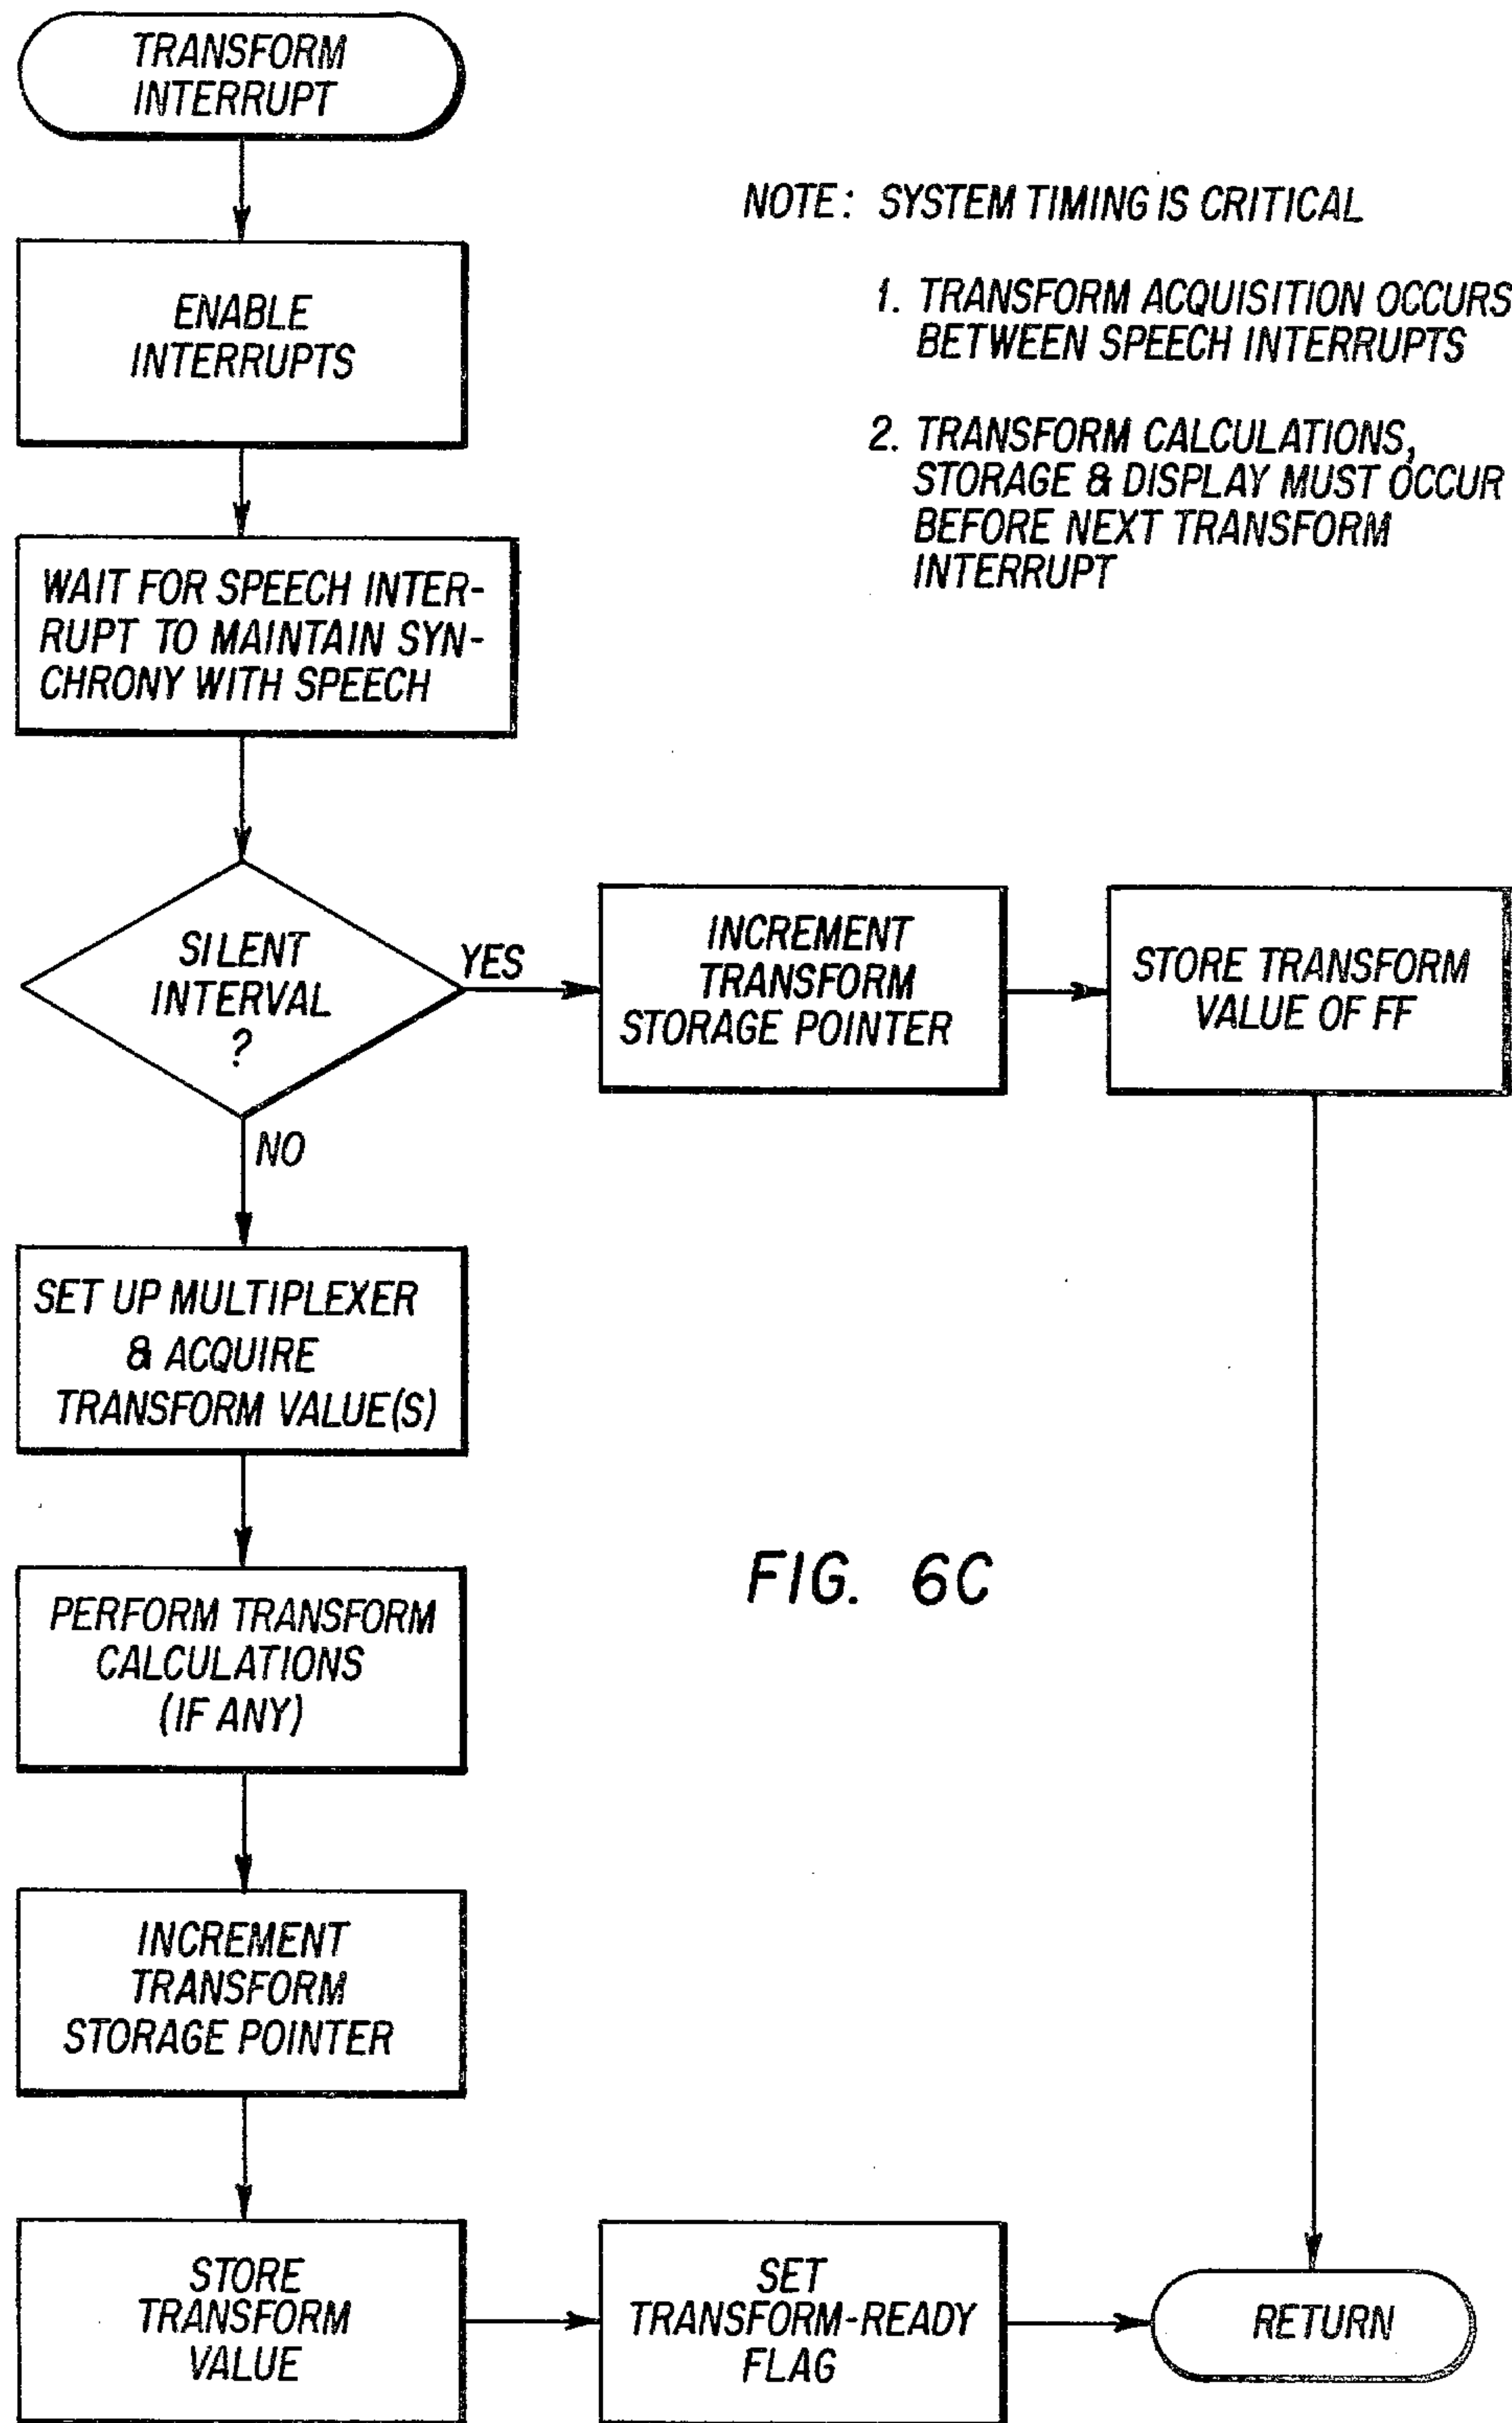 TRANSFORM
INTERRUPT
NOTE: SYSTEM TIMING IS CRITICAL
1. TRANSFORM ACQUISITION OCCURS
BETWEEN SPEECH INTERRUPTS
2. TRANSFORM CALCULATIONS,
STORAGE & DISPLAY MUST OCCUR
BEFORE NEXT TRANSFORM
INTERRUPT
ENABLE
INTERRUPTS
WAIT FOR SPEECH INTER-
RUPT TO MAINTAIN SYN-
CHRONY WITH SPEECH
SILENT
INTERVAL
?
YES
INCREMENT
TRANSFORM
STORAGE POINTER
STORE TRANSFORM
VALUE OF FF
NO
SET UP MULTIPLEXER
& ACQUIRE
TRANSFORM VALUE(S)
PERFORM TRANSFORM
CALCULATIONS
(IF ANY)
FIG. 6C
INCREMENT
TRANSFORM
STORAGE POINTER
STORE
TRANSFORM
VALUE
SET
TRANSFORM-READY
FLAG
RETURN